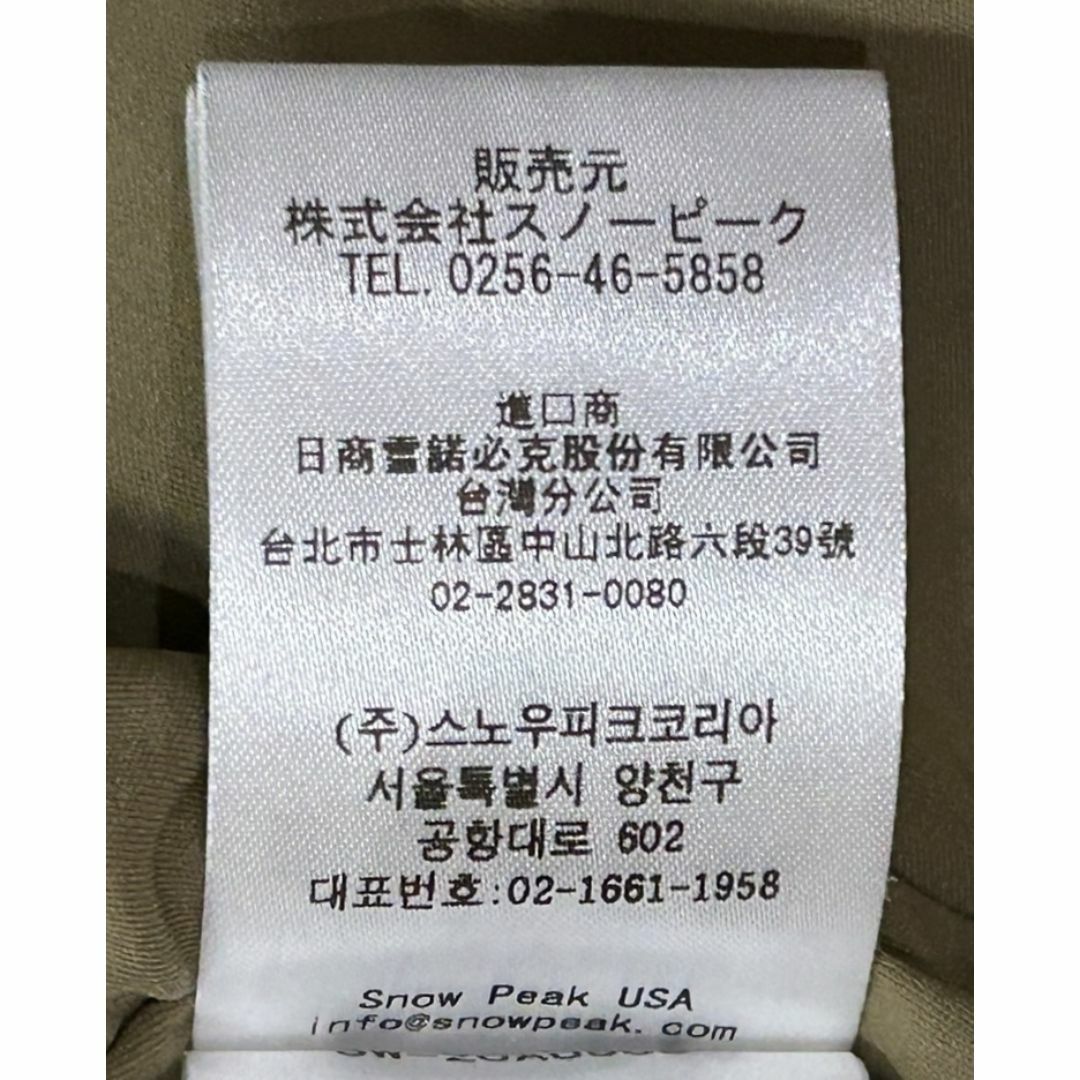 販売元
株式会社スノーピーク
TEL. 0256-46-5858
進口商
日商雪諾必克股份有限公司
台灣分公司
台北市士林區中山北路六段39號
02-2831-0080
(주)스노우피크코리아
서울특별시 양천구
공항대로 602
대표번호:02-1661-1958
Snow Peak USA
info@snowpeak.com